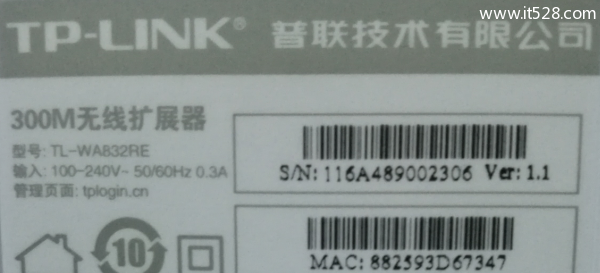 www.it528.com
TP-LINK® 普联技术有限公司
300M无线扩展器
型号: TL-WA832RE
输入: 100-240V~ 50/60Hz 0.3A
管理页面: tplogin.cn
S/N: 116A489002306 Ver: 1.1
10
MAC: 882593D67347